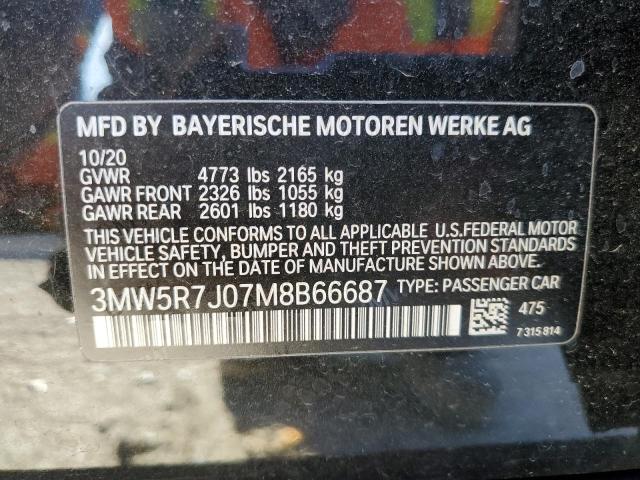 MFD BY BAYERISCHE MOTOREN WERKE AG
10/20
GVWR 4773 lbs 2165 kg
GAWR FRONT 2326 lbs 1055 kg
GAWR REAR 2601 lbs 1180 kg
THIS VEHICLE CONFORMS TO ALL APPLICABLE U.S.FEDERAL MOTOR
VEHICLE SAFETY, BUMPER AND THEFT PREVENTION STANDARDS
IN EFFECT ON THE DATE OF MANUFACTURE SHOWN ABOVE.
3MW5R7J07M8B66687 TYPE: PASSENGER CAR
475
7 315 814